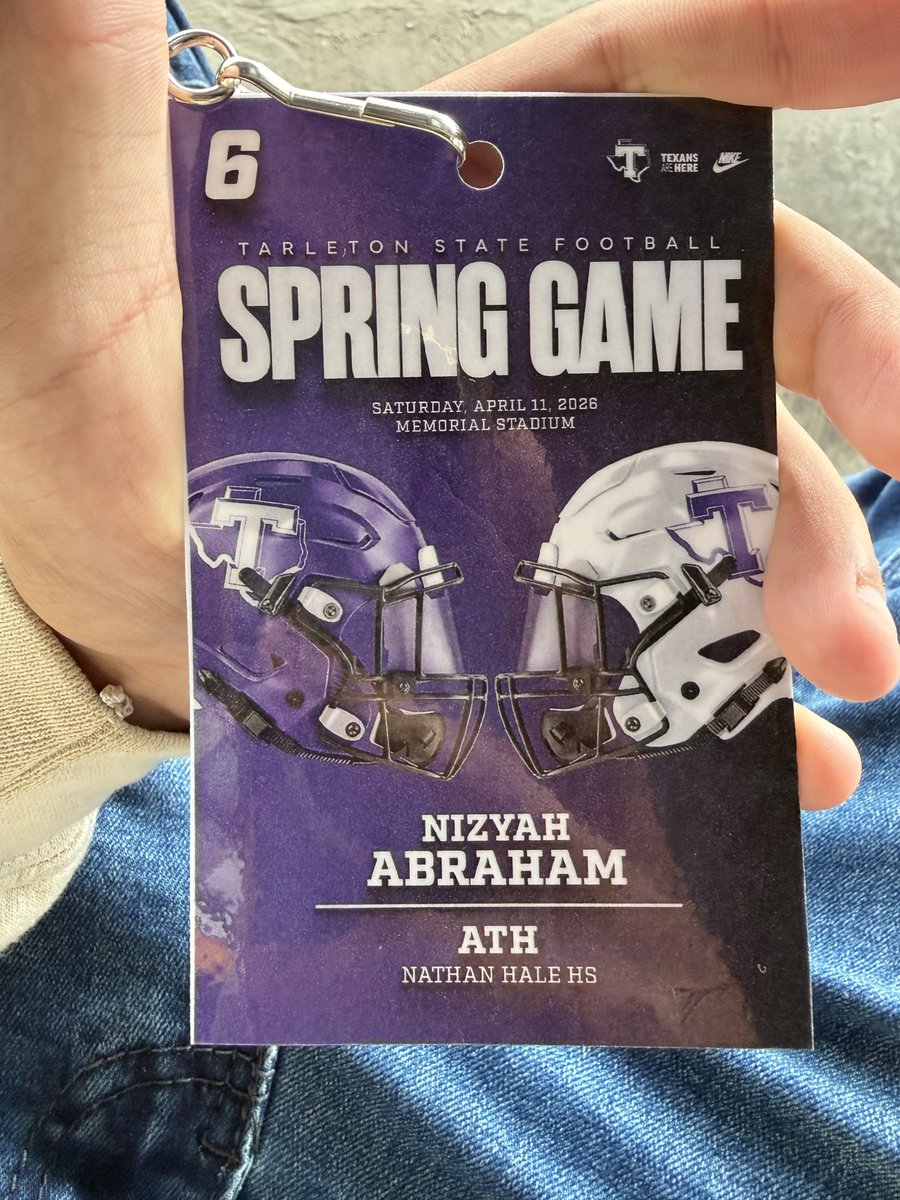 6
T
TEXANS
ARE HERE
NIKE
TARLETON STATE FOOTBALL
SPRING GAME
SATURDAY, APRIL 11, 2026
MEMORIAL STADIUM
T
T
NIZYAH
ABRAHAM
ATH
NATHAN HALE HS